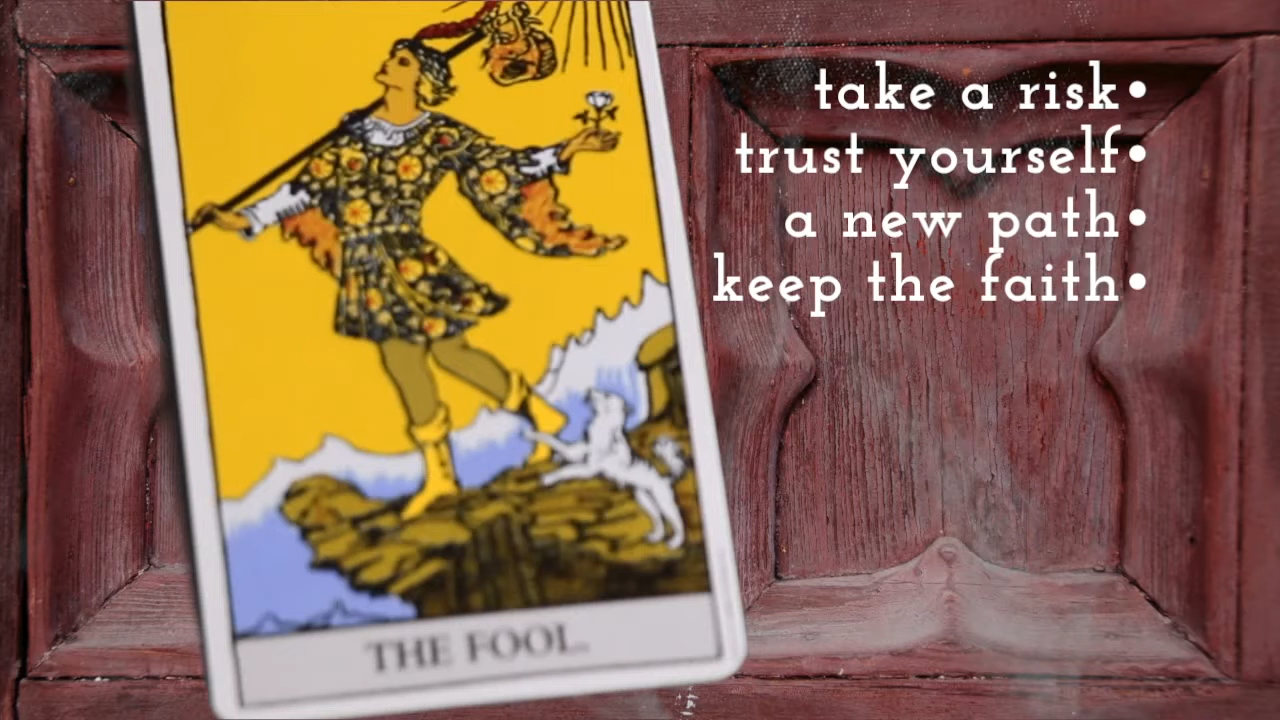 take a risk•
trust yourself•
a new path•
keep the faith•
THE FOOL.